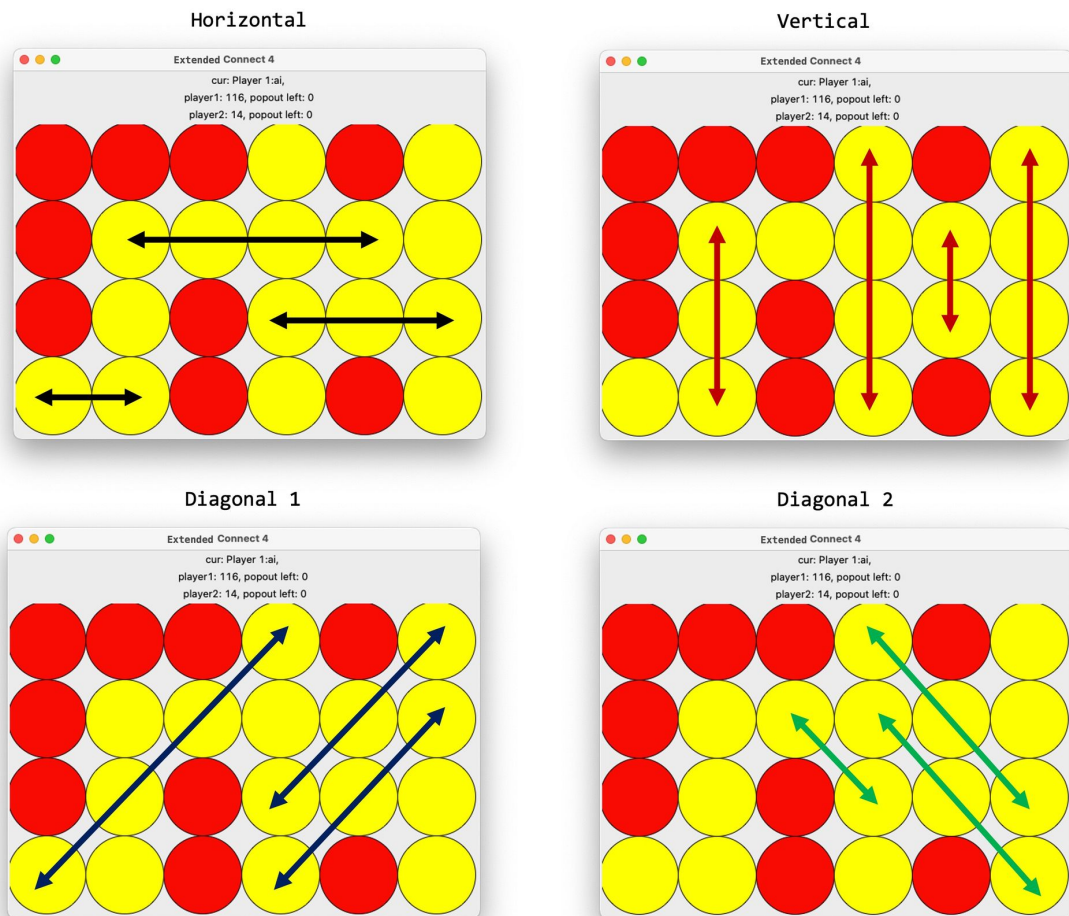 Horizontal
Extended Connect 4
cur: Player 1:ai,
player1: 116, popout left: 0
player2: 14, popout left: 0
Vertical
Extended Connect 4
cur: Player 1:ai,
player1: 116, popout left: 0
player2: 14, popout left: 0
Diagonal 1
Extended Connect 4
cur: Player 1:ai,
player1: 116, popout left: 0
player2: 14, popout left: 0
Diagonal 2
Extended Connect 4
cur: Player 1:ai,
player1: 116, popout left: 0
player2: 14, popout left: 0